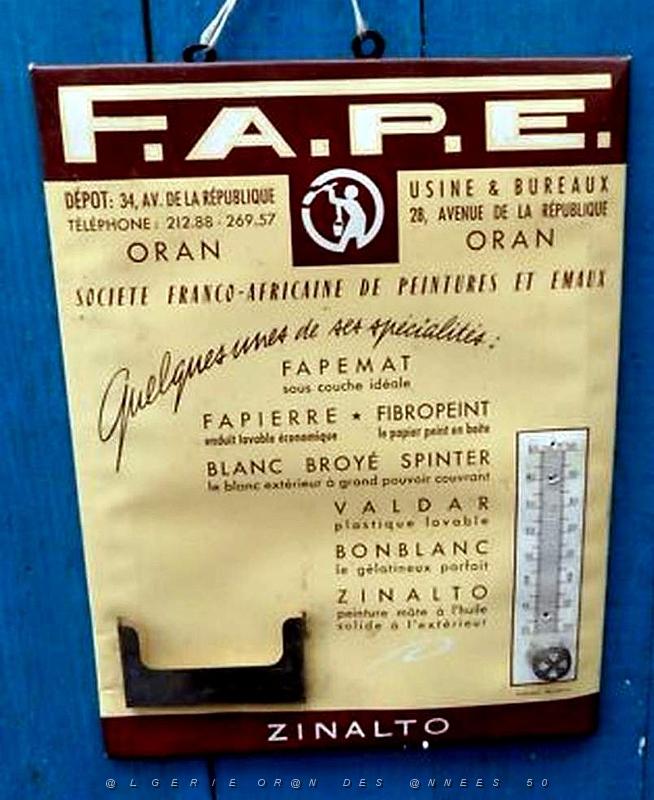 F.A.P.E.
DÉPOT: 34, AV. DE LA RÉPUBLIQUE
TÉLÉPHONE: 212.88 - 269.57
ORAN
USINE & BUREAUX
28, AVENUE DE LA RÉPUBLIQUE
ORAN
SOCIETE FRANCO-AFRICAINE DE PEINTURES ET EMAUX
Quelques unes de ses spécialités:
FAPEMAT
sous couche idéale
FAPIERRE ★ FIBROPEINT
enduit lavable économique le papier peint en boîte
BLANC BROYÉ SPINTER
le blanc extérieur à grand pouvoir couvrant
VALDAR
plastique lavable
BONBLANC
le gélatineux parfait
ZINALTO
peinture mâte à l'huile
solide à l'extérieur
ZINALTO
@LGERIE OR@N DES @NNEES 50